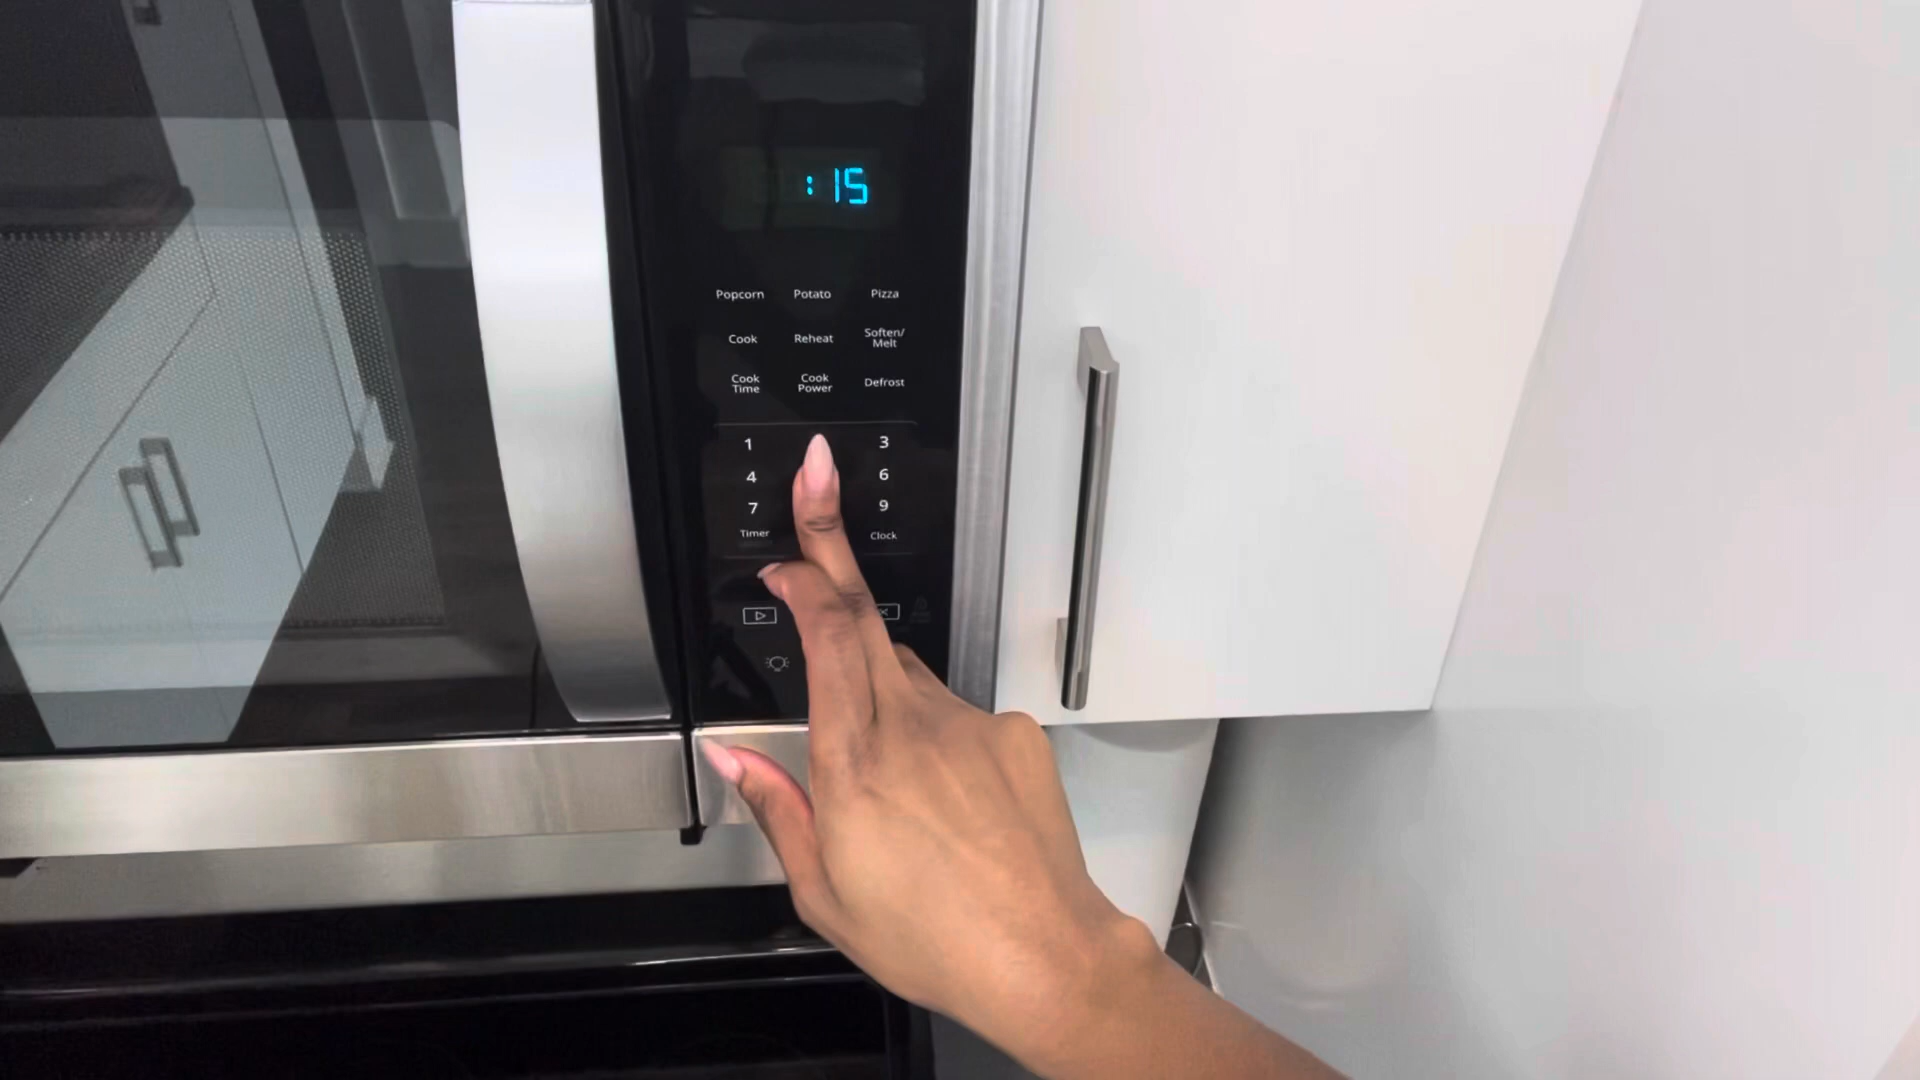 :15
Popcorn Potato Pizza
Cook Reheat Soften/
Melt
Cook Time Cook Power Defrost
1 3
4 6
7 9
Timer Clock